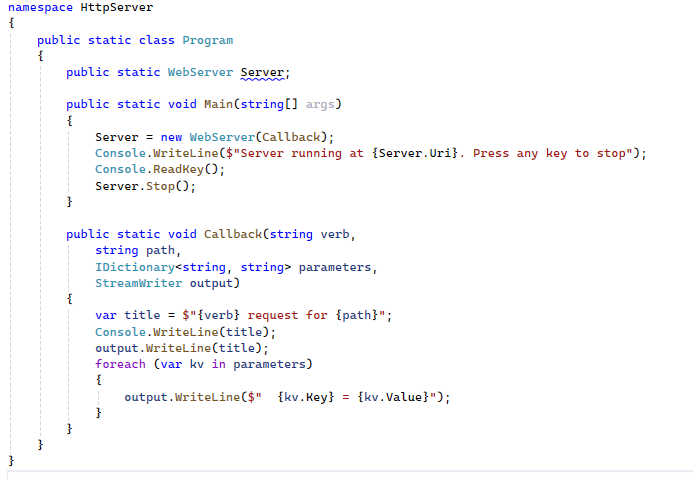 namespace HttpServer
{
    public static class Program
    {
        public static WebServer Server;

        public static void Main(string[] args)
        {
            Server = new WebServer(Callback);
            Console.WriteLine($"Server running at {Server.Uri}. Press any key to stop");
            Console.ReadKey();
            Server.Stop();
        }

        public static void Callback(string verb,
            string path,
            IDictionary<string, string> parameters,
            StreamWriter output)
        {
            var title = $"{verb} request for {path}";
            Console.WriteLine(title);
            output.WriteLine(title);
            foreach (var kv in parameters)
            {
                output.WriteLine($"  {kv.Key} = {kv.Value}");
            }
        }
    }
}